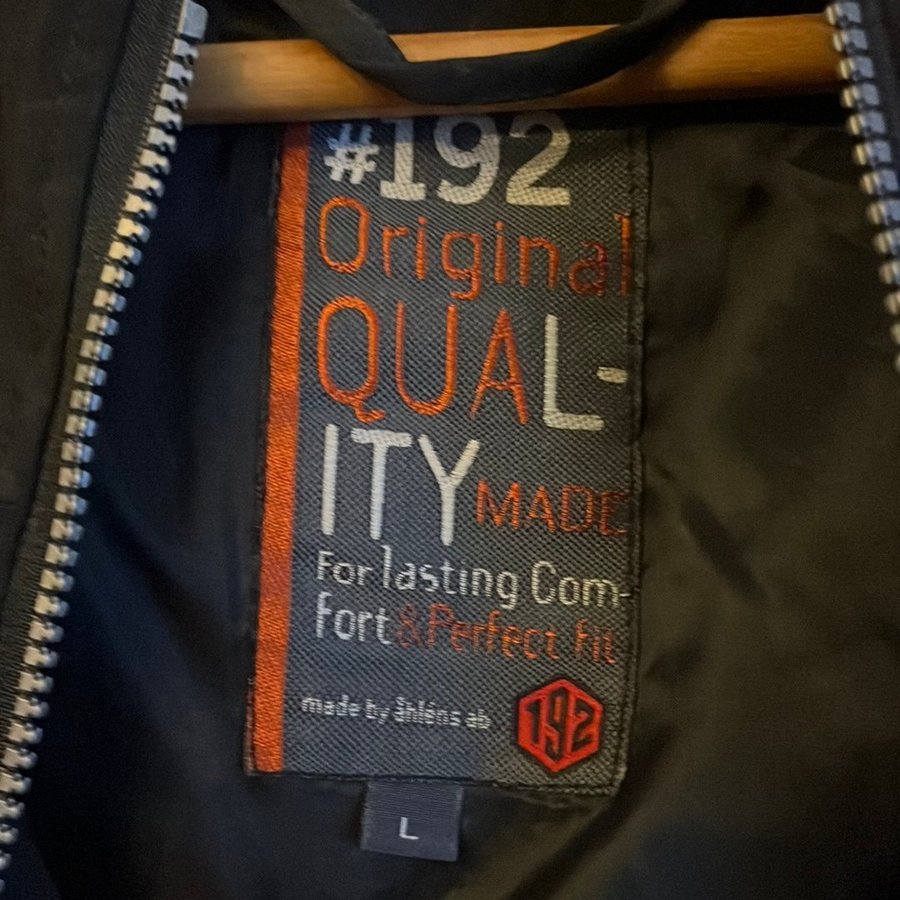 #192
Original
QUAL-
ITY MADE
For lasting Com-
fort & Perfect fit
made by åhléns ab
192
L